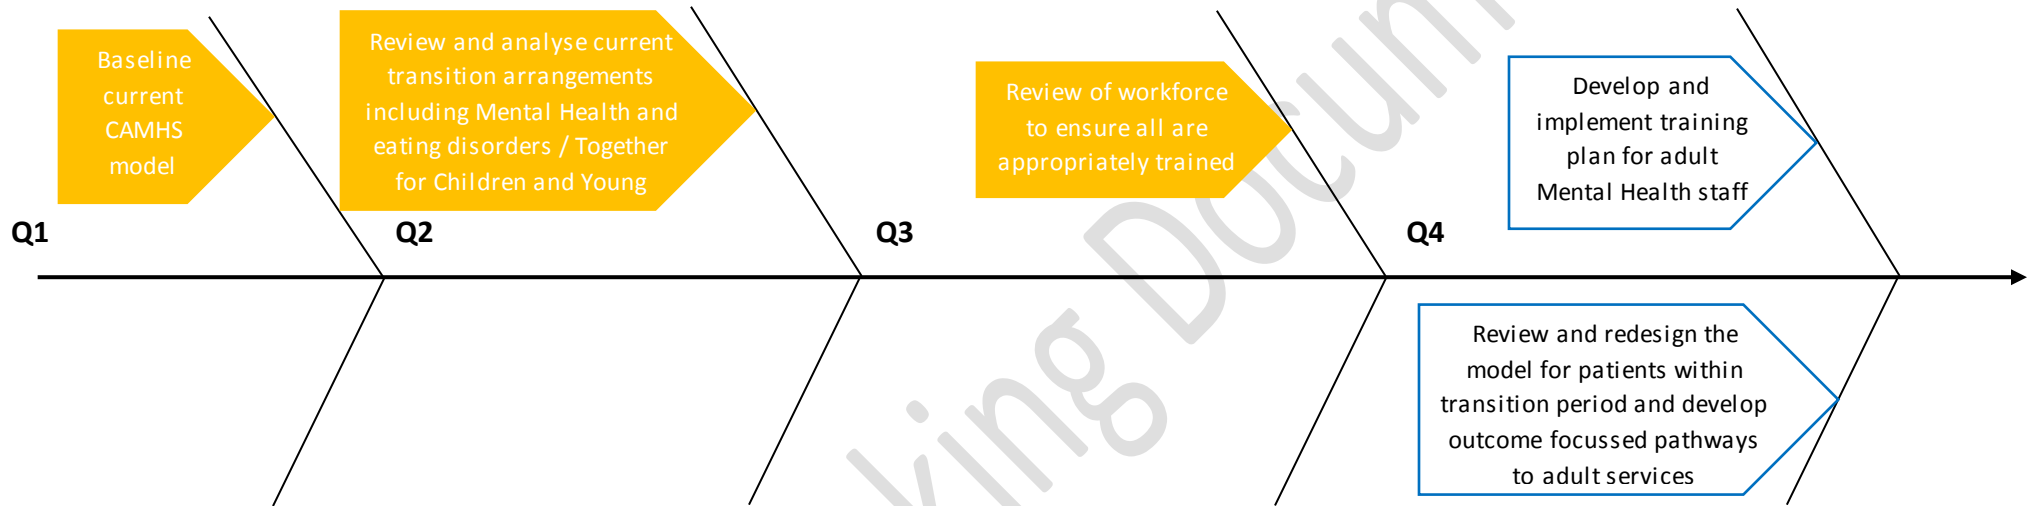 Baseline
current
CAMHS
model
Review and analyse current
transition arrangements
including Mental Health and
eating disorders / Together
for Children and Young
Review of workforce
to ensure all are
appropriately trained
Develop and
implement training
plan for adult
Mental Health staff
Q1
Q2
Q3
Q4
Review and redesign the
model for patients within
transition period and develop
outcome focussed pathways
to adult services
king Docum